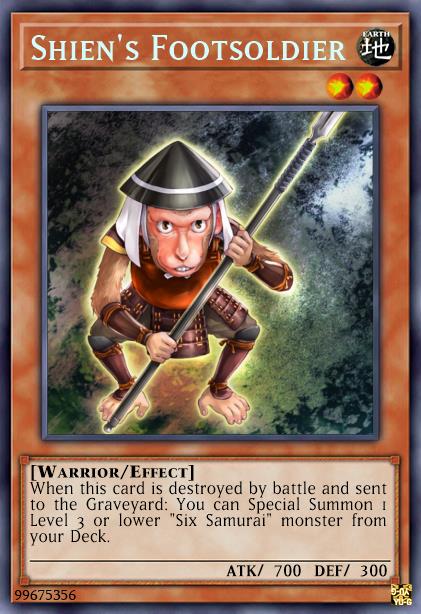 Shien's Footsoldier
EARTH
地
[Warrior/Effect]
When this card is destroyed by battle and sent
to the Graveyard: You can Special Summon 1
Level 3 or lower "Six Samurai" monster from
your Deck.
ATK/ 700 DEF/ 300
99675356